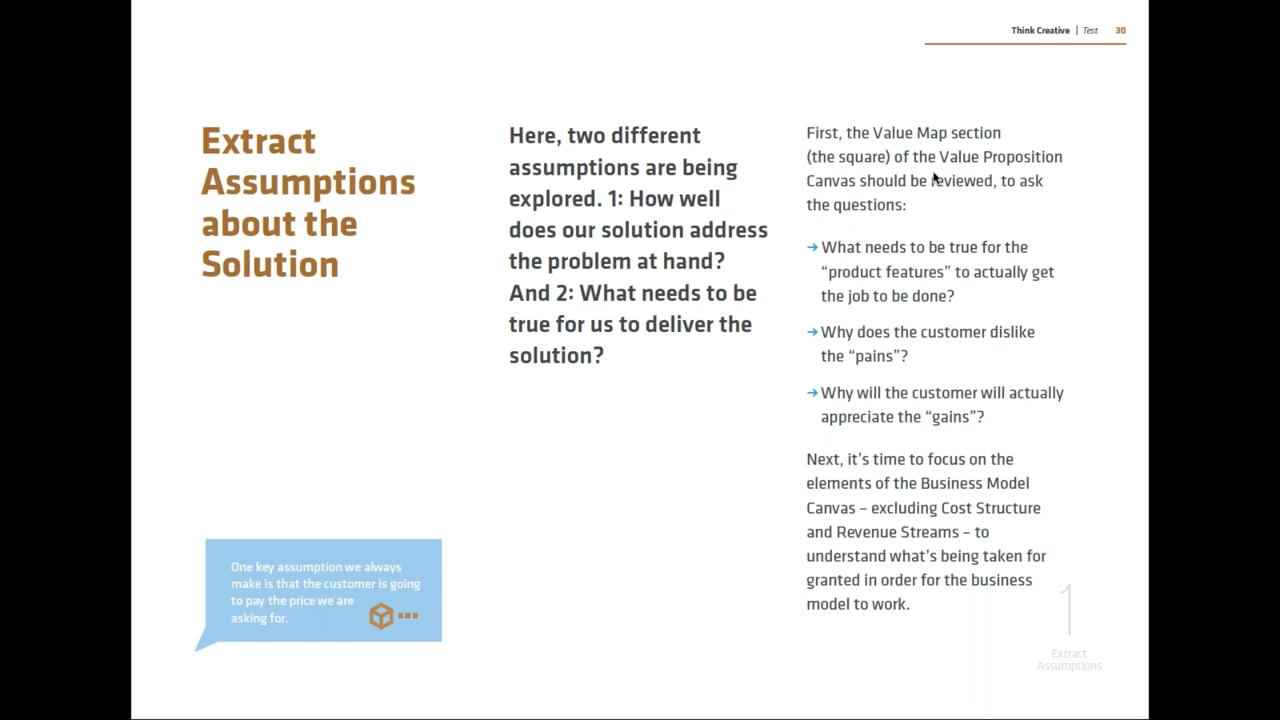 Think Creative | Test 30
Extract
Assumptions
about the
Solution
Here, two different
assumptions are being
explored. 1: How well
does our solution address
the problem at hand?
And 2: What needs to be
true for us to deliver the
solution?
First, the Value Map section
(the square) of the Value Proposition
Canvas should be reviewed, to ask
the questions:
→ What needs to be true for the
“product features” to actually get
the job to be done?
→ Why does the customer dislike
the “pains”?
→ Why will the customer will actually
appreciate the “gains”?
Next, it’s time to focus on the
elements of the Business Model
Canvas – excluding Cost Structure
and Revenue Streams – to
understand what’s being taken for
granted in order for the business
model to work.
One key assumption we always
make is that the customer is going
to pay the price we are
asking for.
1
Extract
Assumptions